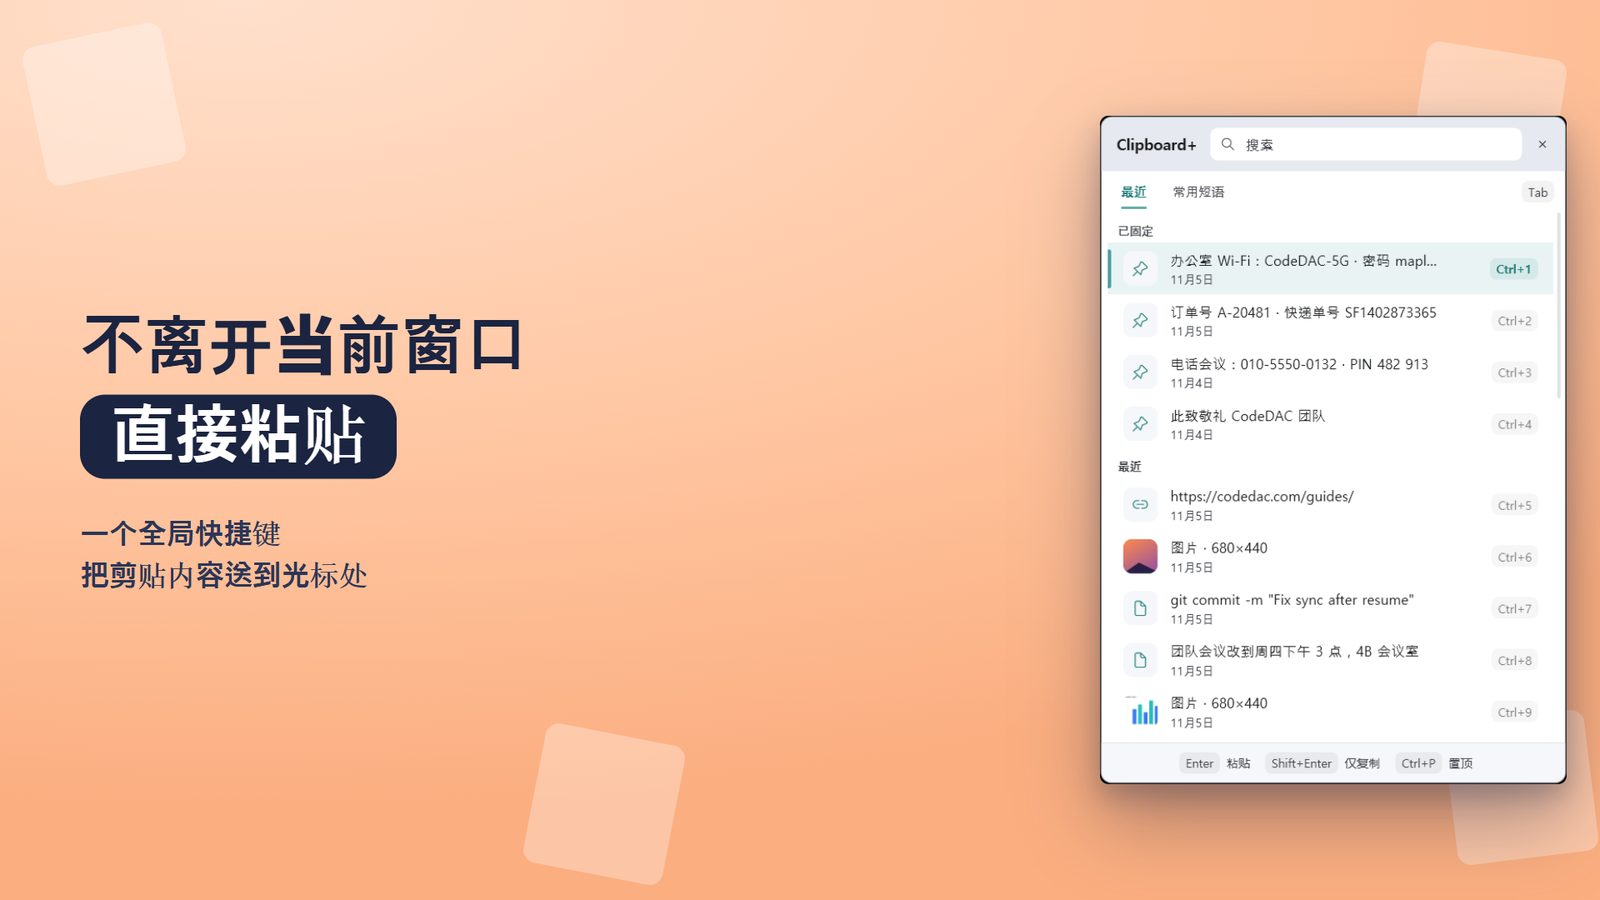 不离开当前窗口
直接粘贴
一个全局快捷键
把剪贴内容送到光标处
Clipboard+
搜索
最近
常用短语
Tab
已固定
办公室 Wi-Fi：CodeDAC-5G · 密码 mapl...
11月5日
Ctrl+1
订单号 A-20481 · 快递单号 SF1402873365
11月5日
Ctrl+2
电话会议：010-5550-0132 · PIN 482 913
11月4日
Ctrl+3
此致敬礼 CodeDAC 团队
11月4日
Ctrl+4
最近
https://codedac.com/guides/
11月5日
Ctrl+5
图片 · 680×440
11月5日
Ctrl+6
git commit -m "Fix sync after resume"
11月5日
Ctrl+7
团队会议改到周四下午 3 点，4B 会议室
11月5日
Ctrl+8
图片 · 680×440
11月5日
Ctrl+9
Enter 粘贴 Shift+Enter 仅复制 Ctrl+P 置顶